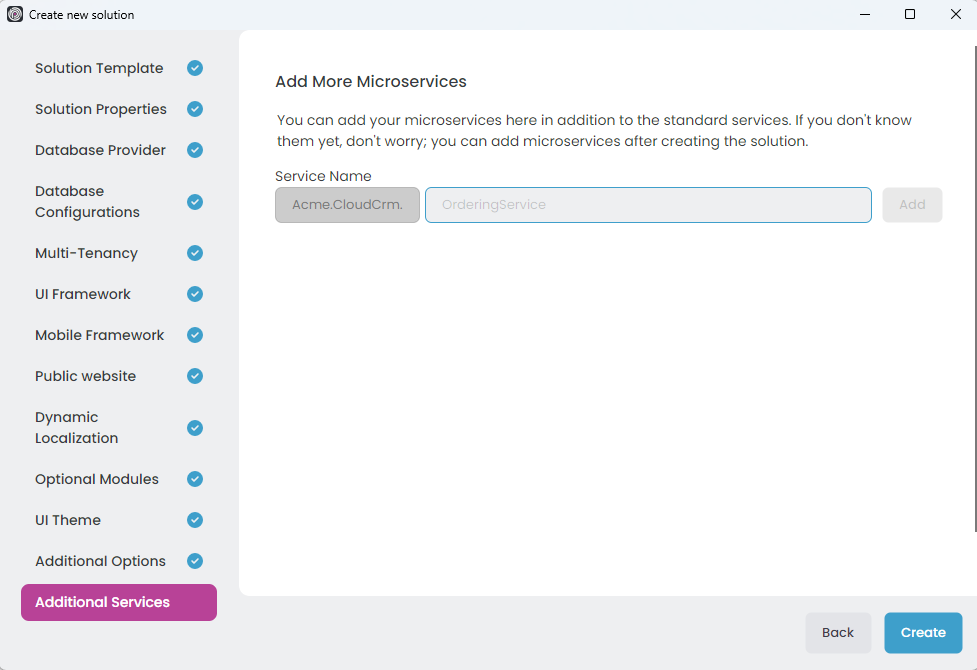 Create new solution
Solution Template
Solution Properties
Database Provider
Database
Configurations
Multi-Tenancy
UI Framework
Mobile Framework
Public website
Dynamic
Localization
Optional Modules
UI Theme
Additional Options
Additional Services
Add More Microservices
You can add your microservices here in addition to the standard services. If you don't know
them yet, don't worry; you can add microservices after creating the solution.
Service Name
Acme.CloudCrm.
OrderingService
Add
Back
Create